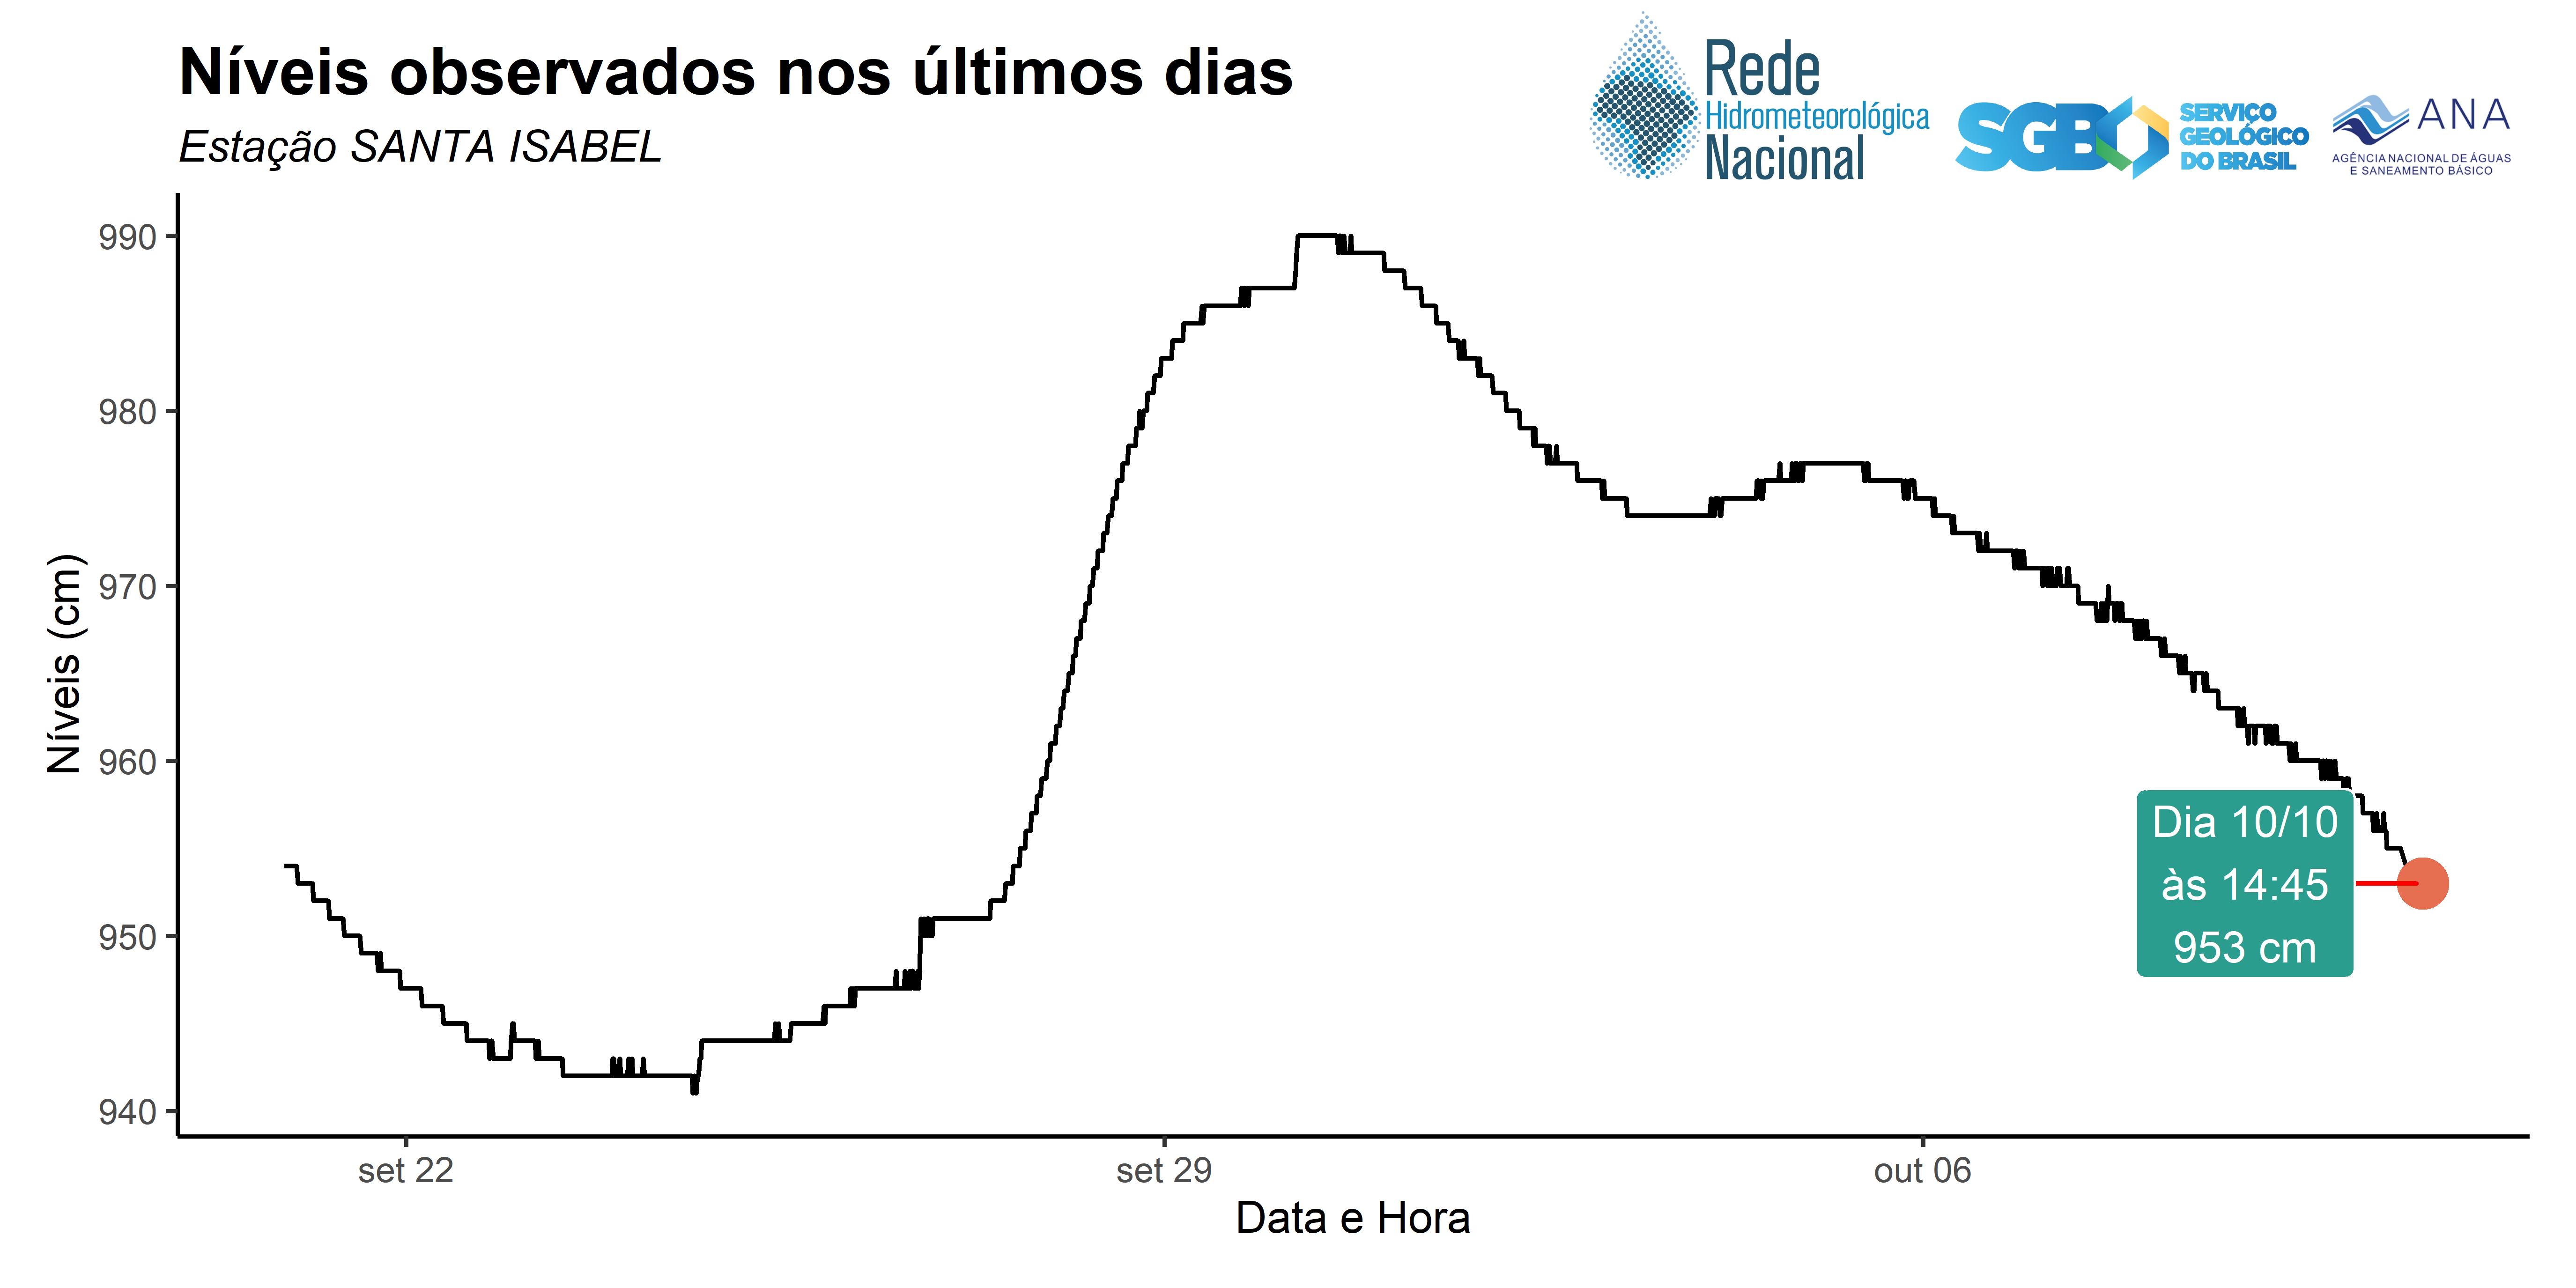 Níveis observados nos últimos dias
Estação SANTA ISABEL
Rede
Hidrometeorológica
Nacional
SGB
SERVIÇO
GEOLÓGICO
DO BRASIL
ANA
AGÊNCIA NACIONAL DE ÁGUAS
E SANEAMENTO BÁSICO
Níveis (cm)
990
980
970
960
950
940
Dia 10/10
às 14:45
953 cm
set 22
set 29
out 06
Data e Hora